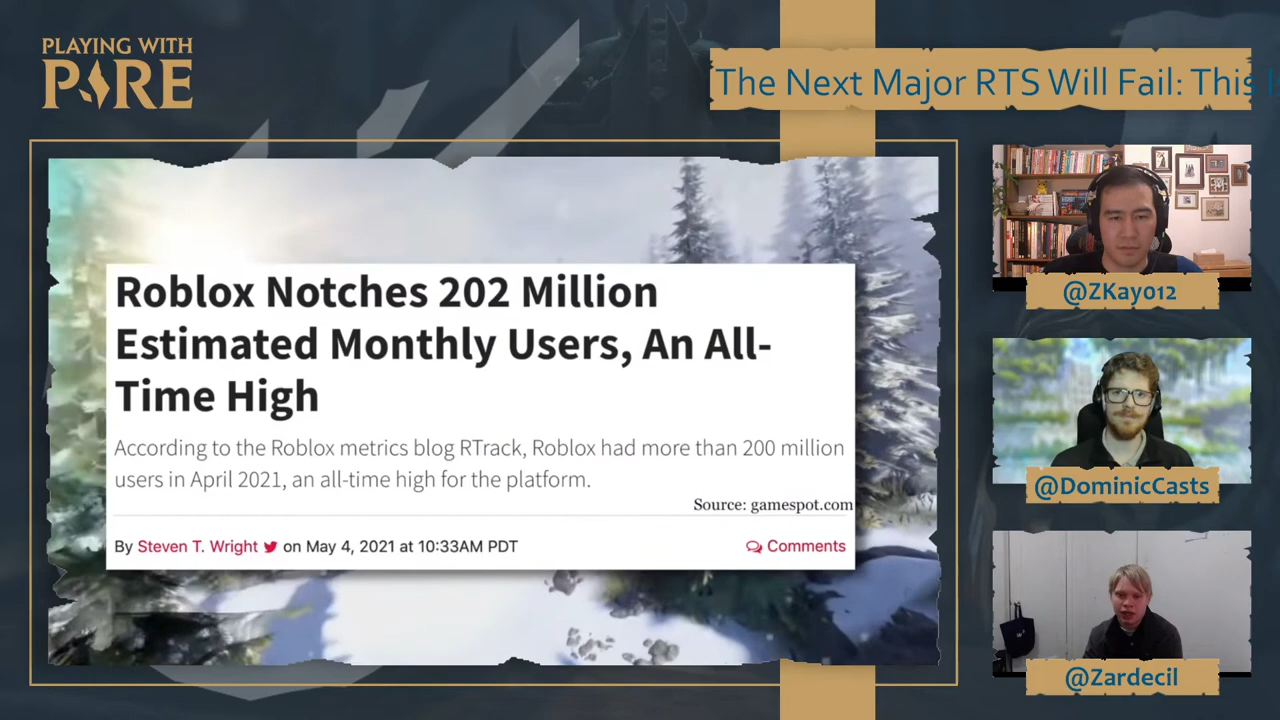 PLAYING WITH
PYRE
The Next Major RTS Will Fail: This
Roblox Notches 202 Million
Estimated Monthly Users, An All-
Time High
According to the Roblox metrics blog RTrack, Roblox had more than 200 million
users in April 2021, an all-time high for the platform.
Source: gamespot.com
By Steven T. Wright on May 4, 2021 at 10:33AM PDT
Comments
@ZKay012
@DominicCasts
@Zardecil